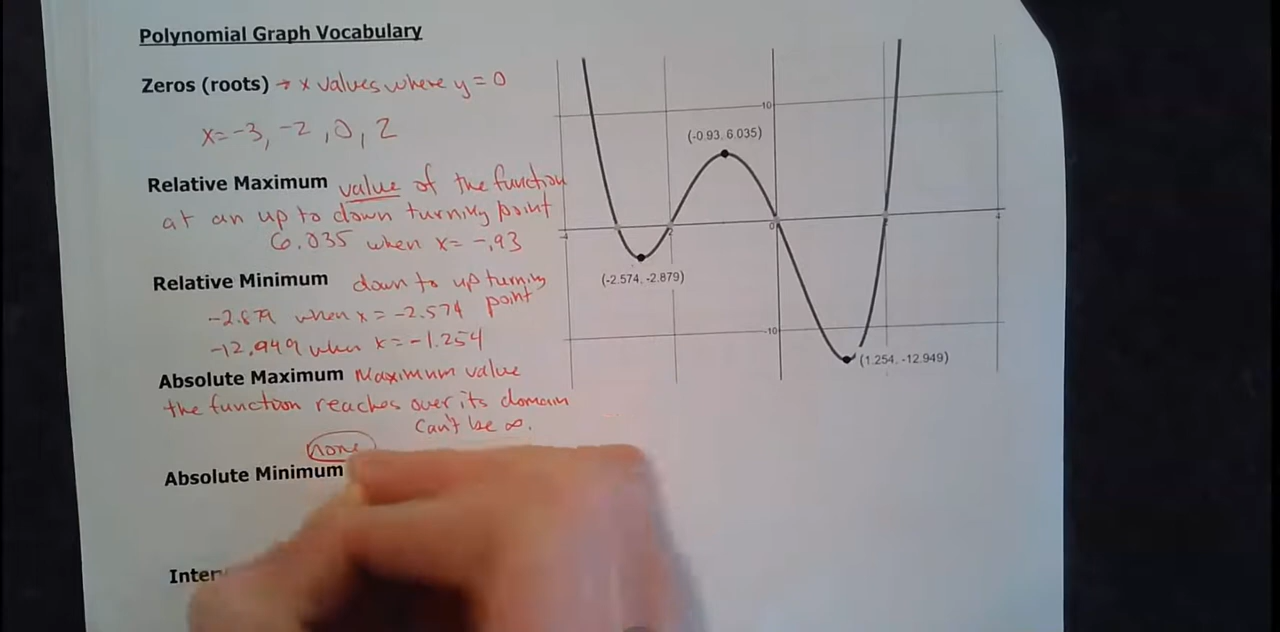 Polynomial Graph Vocabulary
Zeros (roots) → x values where y = 0
x = -3, -2, 0, 2
Relative Maximum value of the function
at an up to down turning point
6.035 when x = -.93
Relative Minimum down to up turning
point
-2.879 when x = -2.574
-12.949 when x = -1.254
Absolute Maximum Maximum value
the function reaches over its domain
Can't be ∞.
none
Absolute Minimum
Inter
10
(-0.93, 6.035)
-4
-2
0
4
(-2.574, -2.879)
-10
(1.254, -12.949)